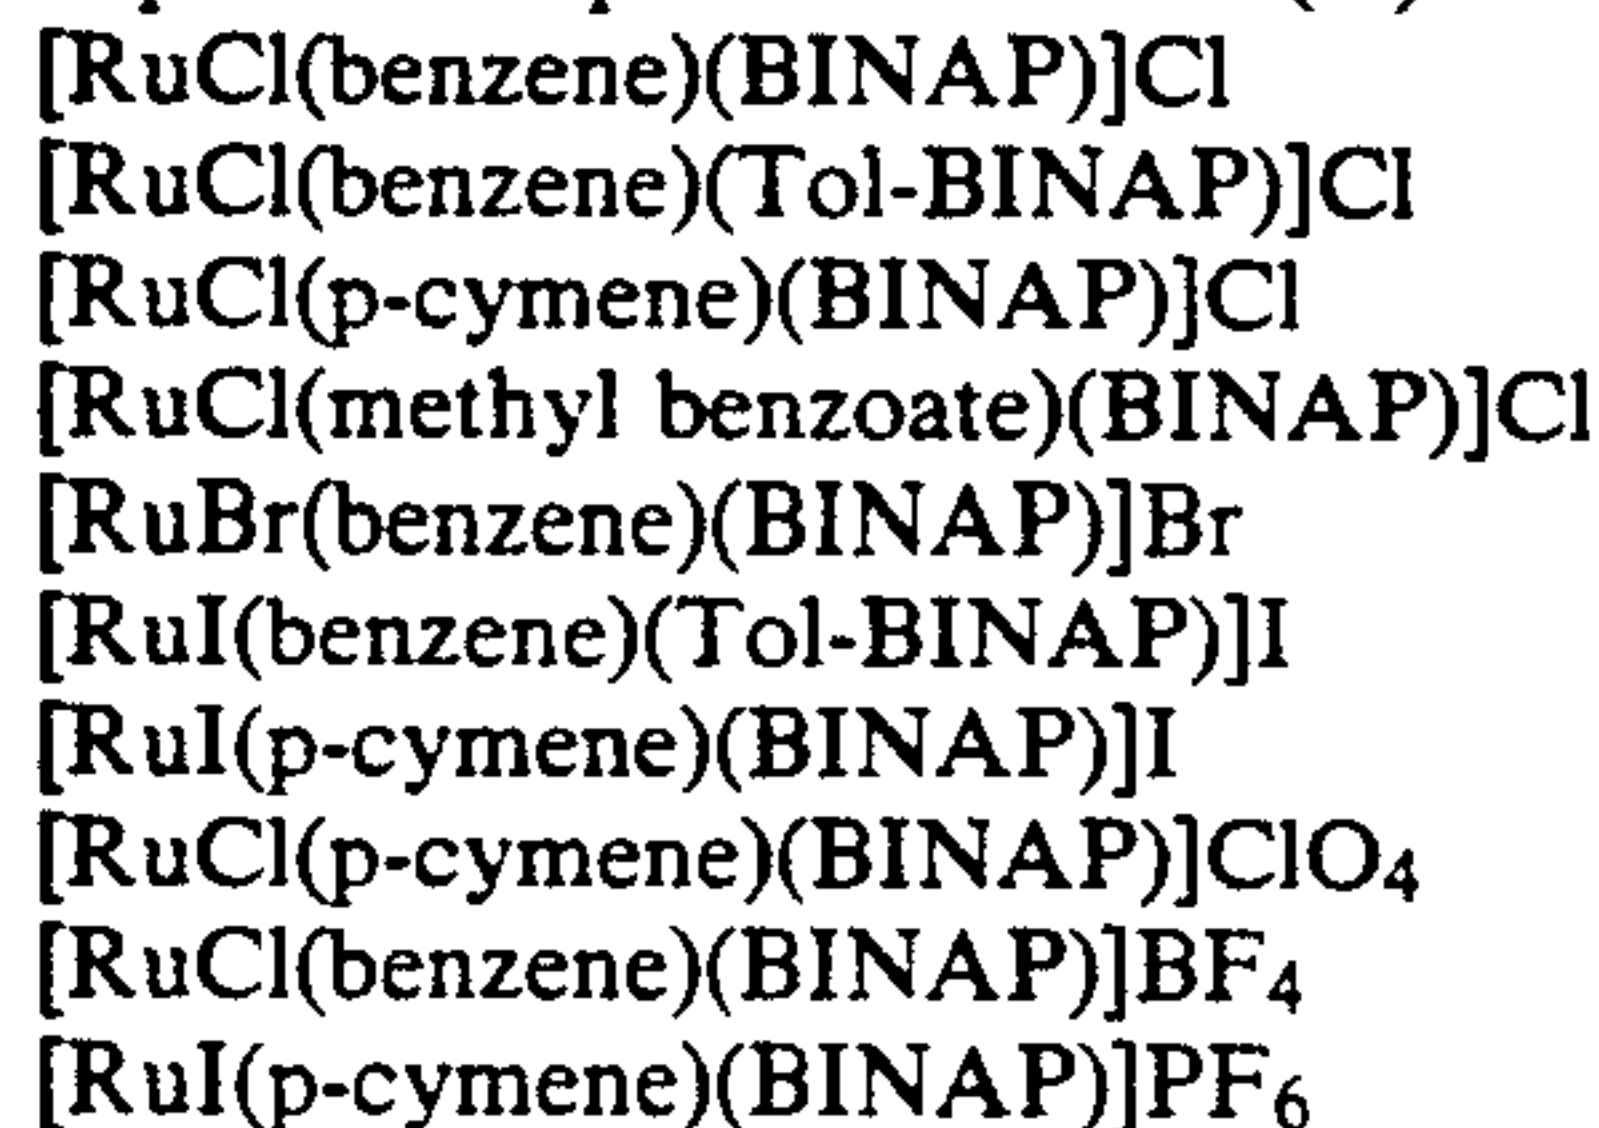 [RuCl(benzene)(BINAP)]Cl
[RuCl(benzene)(Tol-BINAP)]Cl
[RuCl(p-cymene)(BINAP)]Cl
[RuCl(methyl benzoate)(BINAP)]Cl
[RuBr(benzene)(BINAP)]Br
[RuI(benzene)(Tol-BINAP)]I
[RuI(p-cymene)(BINAP)]I
[RuCl(p-cymene)(BINAP)]ClO₄
[RuCl(benzene)(BINAP)]BF₄
[RuI(p-cymene)(BINAP)]PF₆